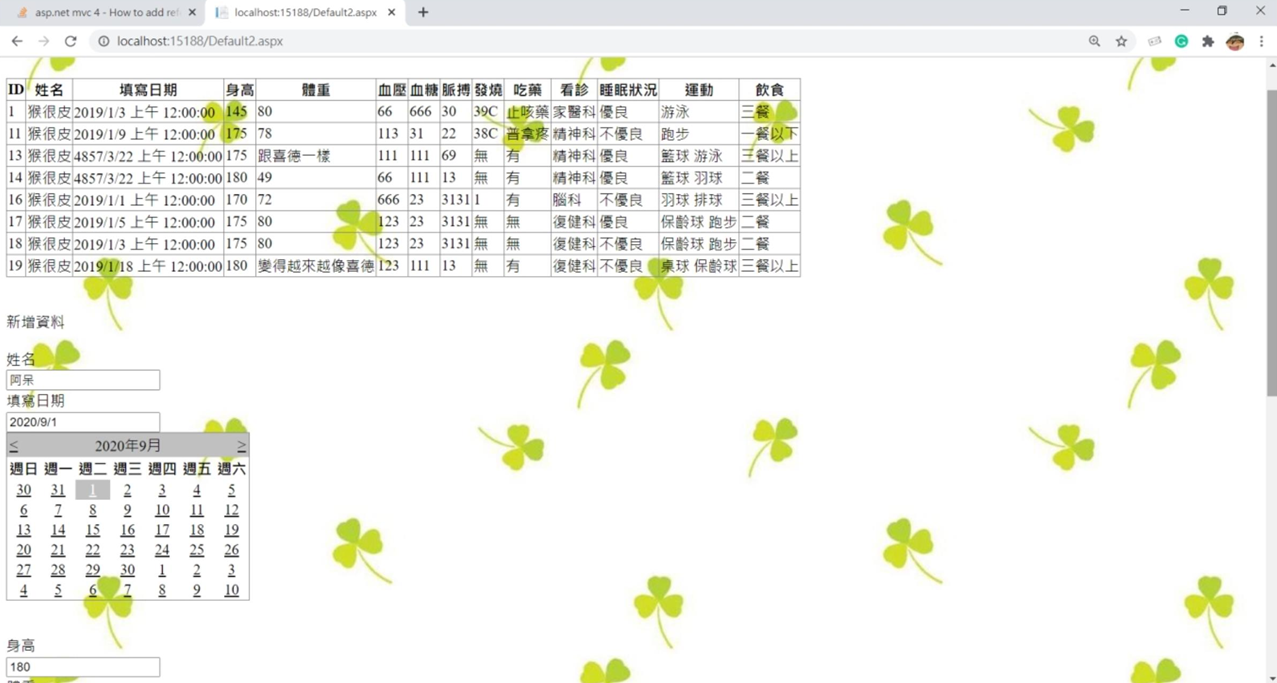 asp.net mvc 4 - How to add ref
localhost:15188/Default2.aspx
localhost:15188/Default2.aspx
ID 姓名 填寫日期 身高 體重 血壓 血糖 脈搏 發燒 吃藥 看診 睡眠狀況 運動 飲食
1 猴很皮 2019/1/3 上午 12:00:00 145 80 66 666 30 39C 止咳藥 家醫科 優良 游泳 三餐
11 猴很皮 2019/1/9 上午 12:00:00 175 78 113 31 22 38C 普拿疼 精神科 不優良 跑步 一餐以下
13 猴很皮 4857/3/22 上午 12:00:00 175 跟喜德一樣 111 111 69 無 有 精神科 優良 籃球 游泳 三餐以上
14 猴很皮 4857/3/22 上午 12:00:00 180 49 66 111 13 無 有 精神科 優良 籃球 羽球 二餐
16 猴很皮 2019/1/1 上午 12:00:00 170 72 666 23 3131 1 有 腦科 不優良 羽球 排球 三餐以上
17 猴很皮 2019/1/5 上午 12:00:00 175 80 123 23 3131 無 無 復健科 優良 保齡球 跑步 二餐
18 猴很皮 2019/1/3 上午 12:00:00 175 80 123 23 3131 無 無 復健科 不優良 保齡球 跑步 二餐
19 猴很皮 2019/1/18 上午 12:00:00 180 變得越來越像喜德 123 111 13 無 有 復健科 不優良 桌球 保齡球 三餐以上
新增資料
姓名
阿呆
填寫日期
2020/9/1
< 2020年9月 >
週日 週一 週二 週三 週四 週五 週六
30 31 1 2 3 4 5
6 7 8 9 10 11 12
13 14 15 16 17 18 19
20 21 22 23 24 25 26
27 28 29 30 1 2 3
4 5 6 7 8 9 10
身高
180